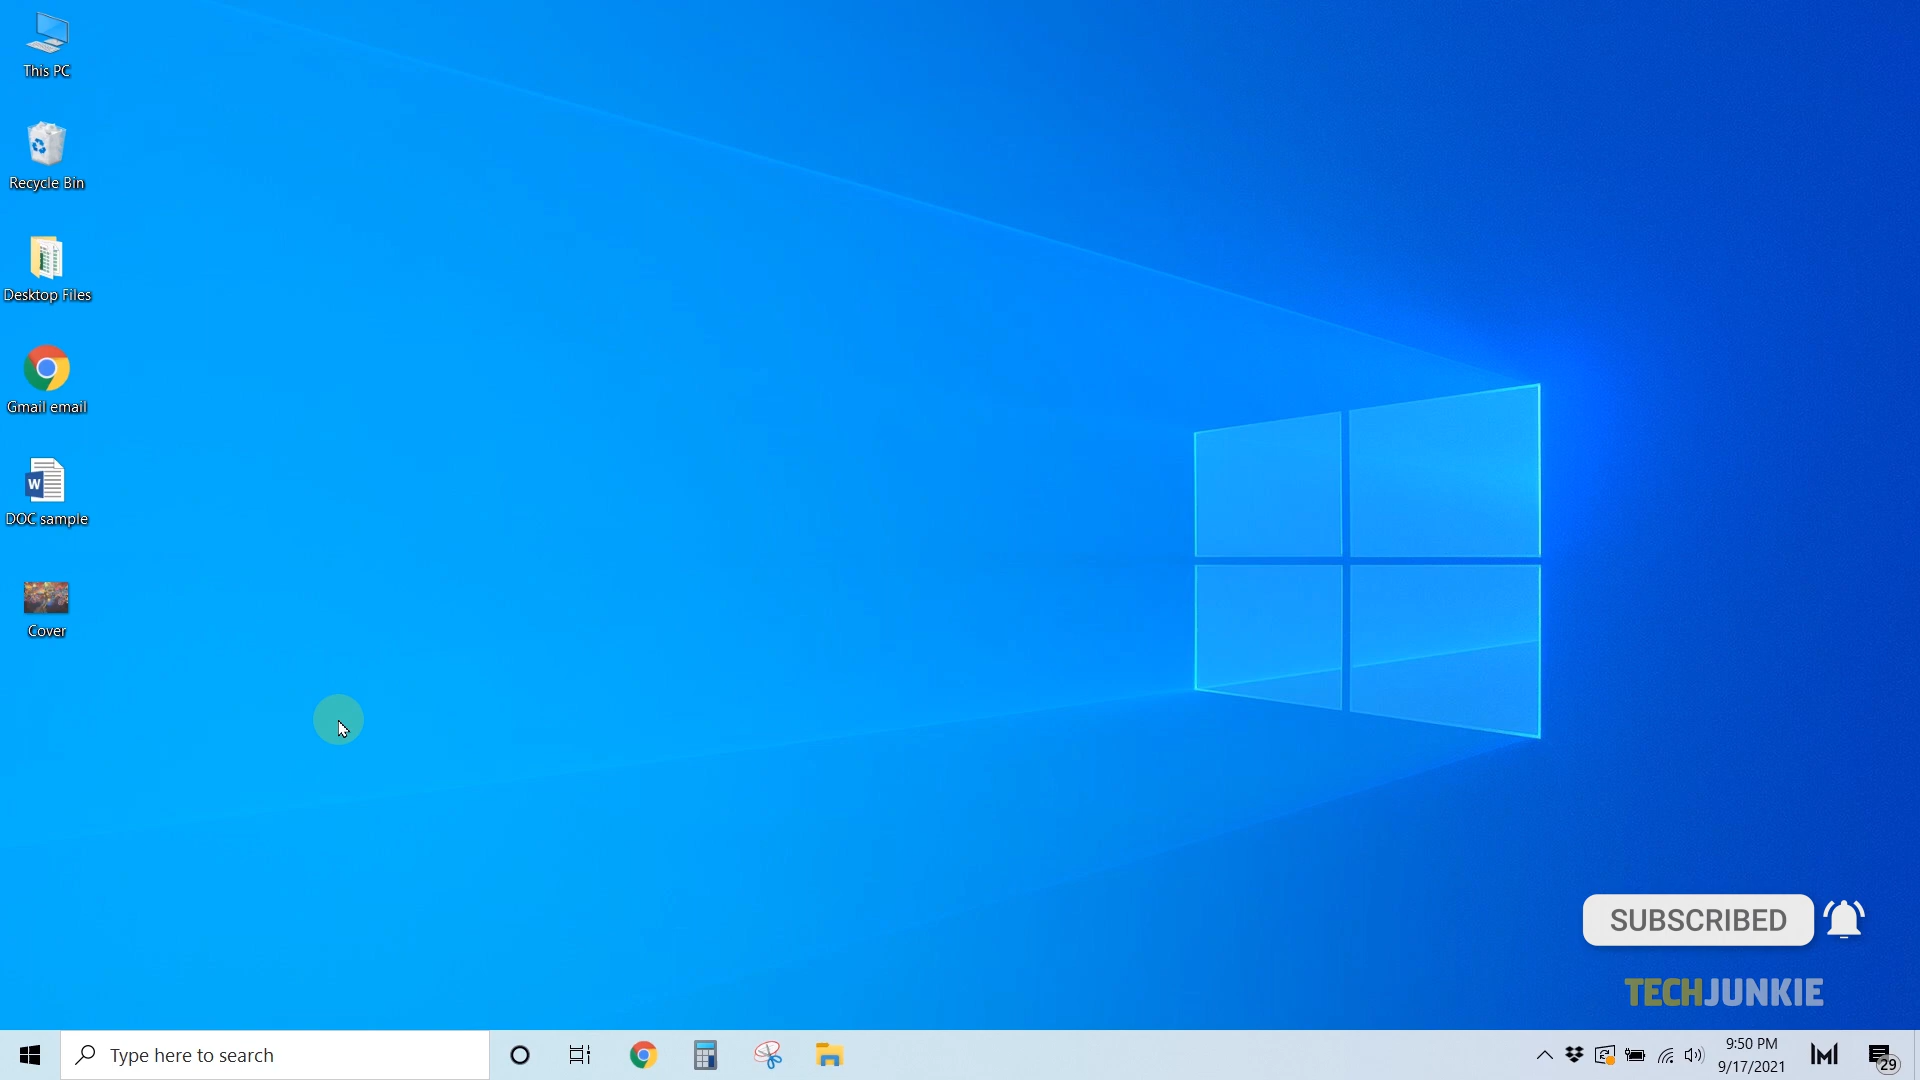 This PC
Recycle Bin
Desktop Files
Gmail email
W
DOC sample
Cover
SUBSCRIBED
TECHJUNKIE
Type here to search
9:50 PM
9/17/2021
29